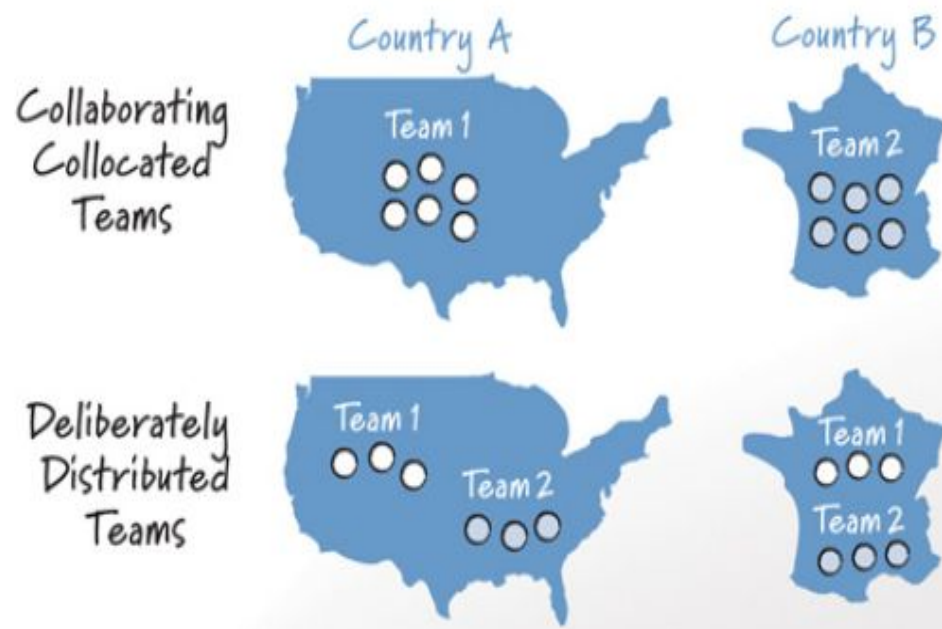 Country A
Country B
Collaborating
Collocated
Teams
Team 1
Team 2
Deliberately
Distributed
Teams
Team 1
Team 2
Team 1
Team 2